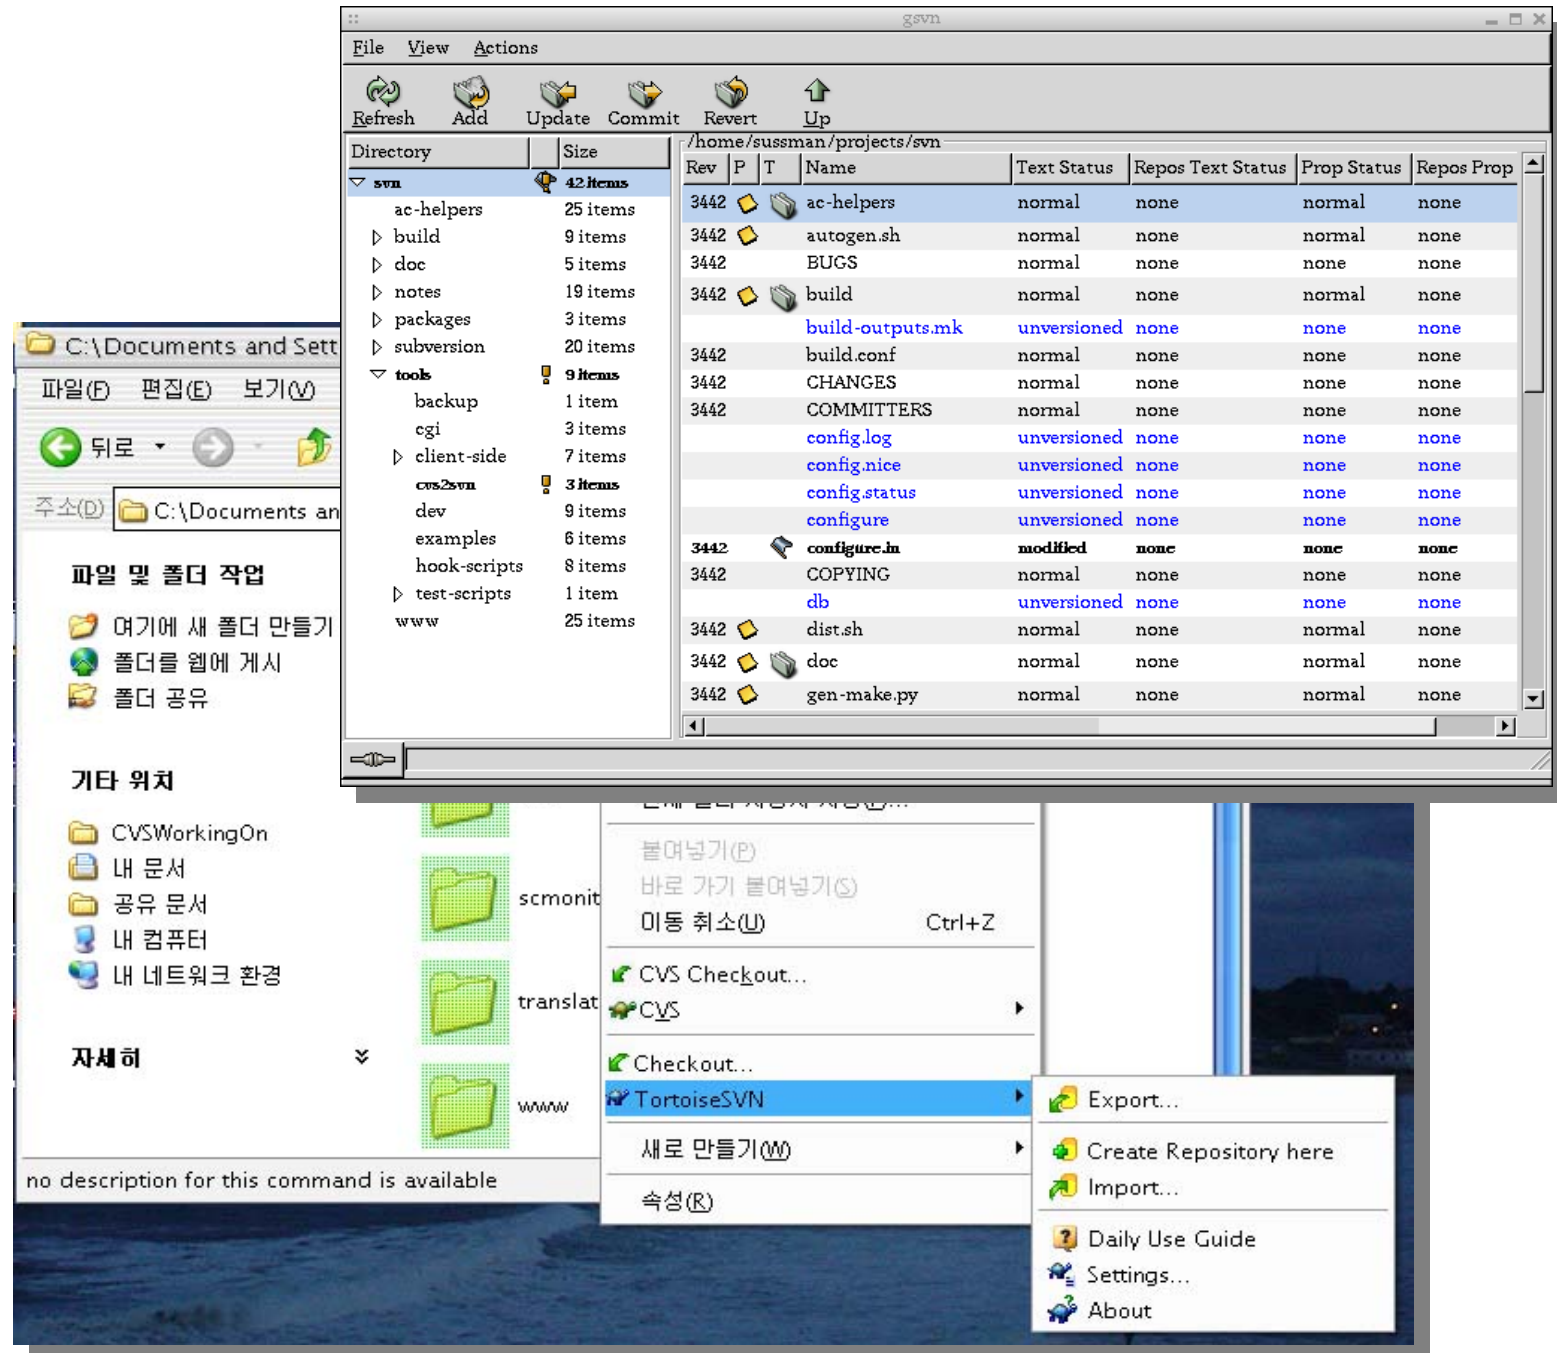 gsvn
File View Actions
Refresh Add Update Commit Revert Up
/home/sussman/projects/svn
Directory Size
svn 42 items
ac-helpers 25 items
build 9 items
doc 5 items
notes 19 items
packages 3 items
subversion 20 items
tools 9 items
backup 1 item
cgi 3 items
client-side 7 items
cvs2svn 3 items
dev 9 items
examples 6 items
hook-scripts 8 items
test-scripts 1 item
www 25 items
Rev P T Name Text Status Repos Text Status Prop Status Repos Prop
3442 ac-helpers normal none normal none
3442 autogen.sh normal none normal none
3442 BUGS normal none none none
3442 build normal none normal none
build-outputs.mk unversioned none none none
3442 build.conf normal none none none
3442 CHANGES normal none none none
3442 COMMITTERS normal none none none
config.log unversioned none none none
config.nice unversioned none none none
config.status unversioned none none none
configure unversioned none none none
3442 configure.in modified none none none
3442 COPYING normal none none none
db unversioned none none none
3442 dist.sh normal none normal none
3442 doc normal none normal none
3442 gen-make.py normal none normal none
C:\Documents and Sett
파일(F) 편집(E) 보기(V)
뒤로
주소(D) C:\Documents an
파일 및 폴더 작업
여기에 새 폴더 만들기
폴더를 웹에 게시
폴더 공유
기타 위치
CVSWorkingOn
내 문서
공유 문서
내 컴퓨터
내 네트워크 환경
자세히
scmonit
translat
www
no description for this command is available
붙여넣기(P)
바로 가기 붙여넣기(S)
이동 취소(U) Ctrl+Z
CVS Checkout...
CVS
Checkout...
TortoiseSVN
새로 만들기(W)
속성(R)
Export...
Create Repository here
Import...
Daily Use Guide
Settings...
About